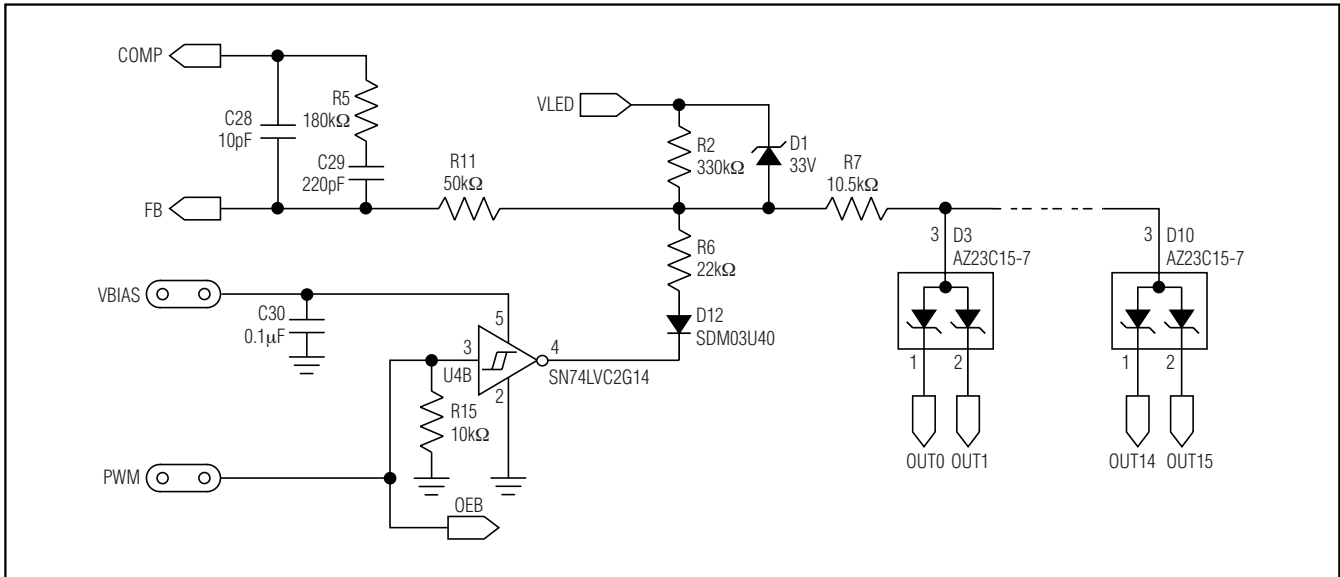 COMP
C28
10pF
R5
180kΩ
C29
220pF
FB
R11
50kΩ
VLED
R2
330kΩ
D1
33V
R7
10.5kΩ
3
D3
AZ23C15-7
1
2
OUT0
OUT1
3
D10
AZ23C15-7
1
2
OUT14
OUT15
R6
22kΩ
D12
SDM03U40
VBIAS
C30
0.1µF
5
3
4
U4B
SN74LVC2G14
2
R15
10kΩ
PWM
OEB